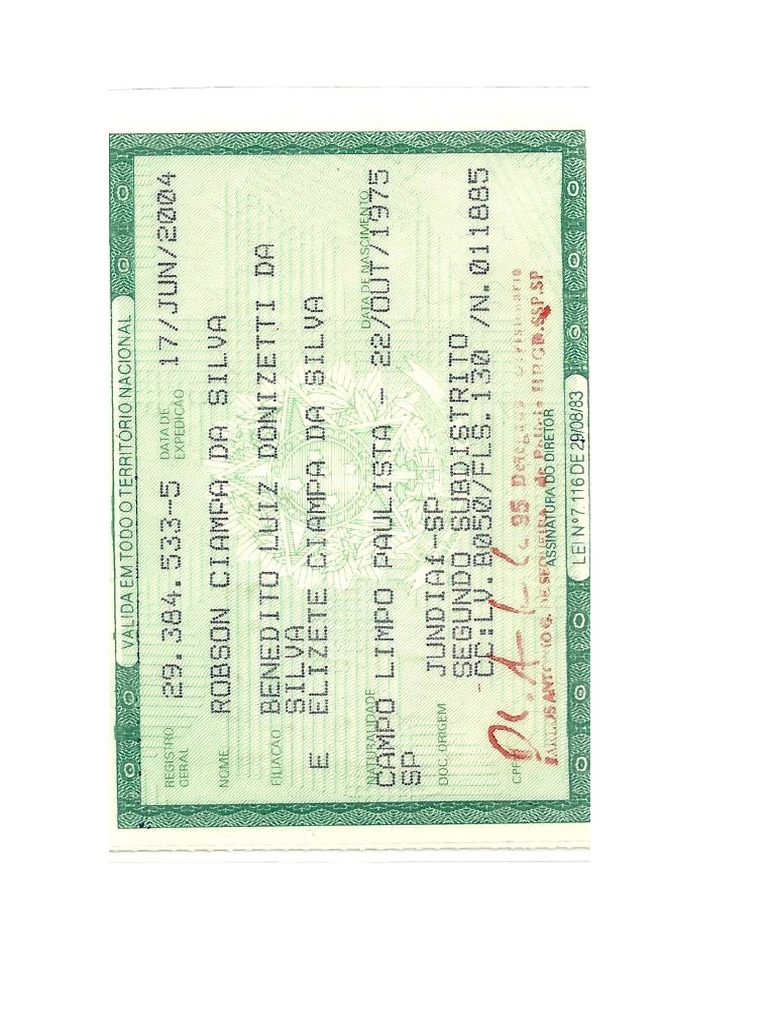 VÁLIDA EM TODO O TERRITÓRIO NACIONAL
REGISTRO GERAL 29.384.533-5 DATA DE EXPEDIÇÃO 17/JUN/2004
NOME ROBSON CIAMPA DA SILVA
FILIAÇÃO BENEDITO LUIZ DONIZETTI DA
SILVA
E ELIZETE CIAMPA DA SILVA
NATURALIDADE DATA DE NASCIMENTO
CAMPO LIMPO PAULISTA - 22/OUT/1975
SP
DOC. ORIGEM JUNDIAÍ-SP
SEGUNDO SUBDISTRITO
CC:LV.B050/FLS.130 /N.011885
CPF
ASSINATURA DO DIRETOR
LEI Nº 7.116 DE 29/08/83